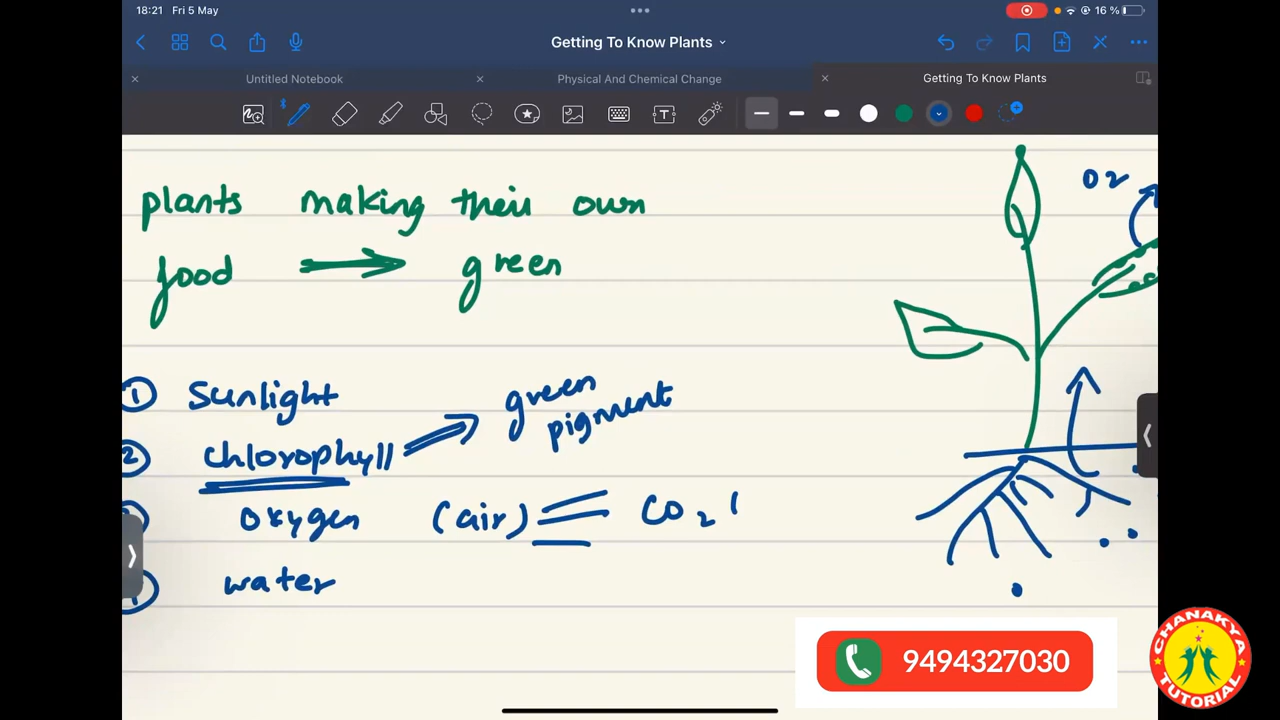 18:21 Fri 5 May
16 %
Getting To Know Plants
Untitled Notebook
Physical And Chemical Change
Getting To Know Plants
plants making their own
food → green
O2
① Sunlight
② chlorophyll ⇒ green pigment
oxygen (air) = CO2 (
water
9494327030
CHANAKYA
TUTORIAL